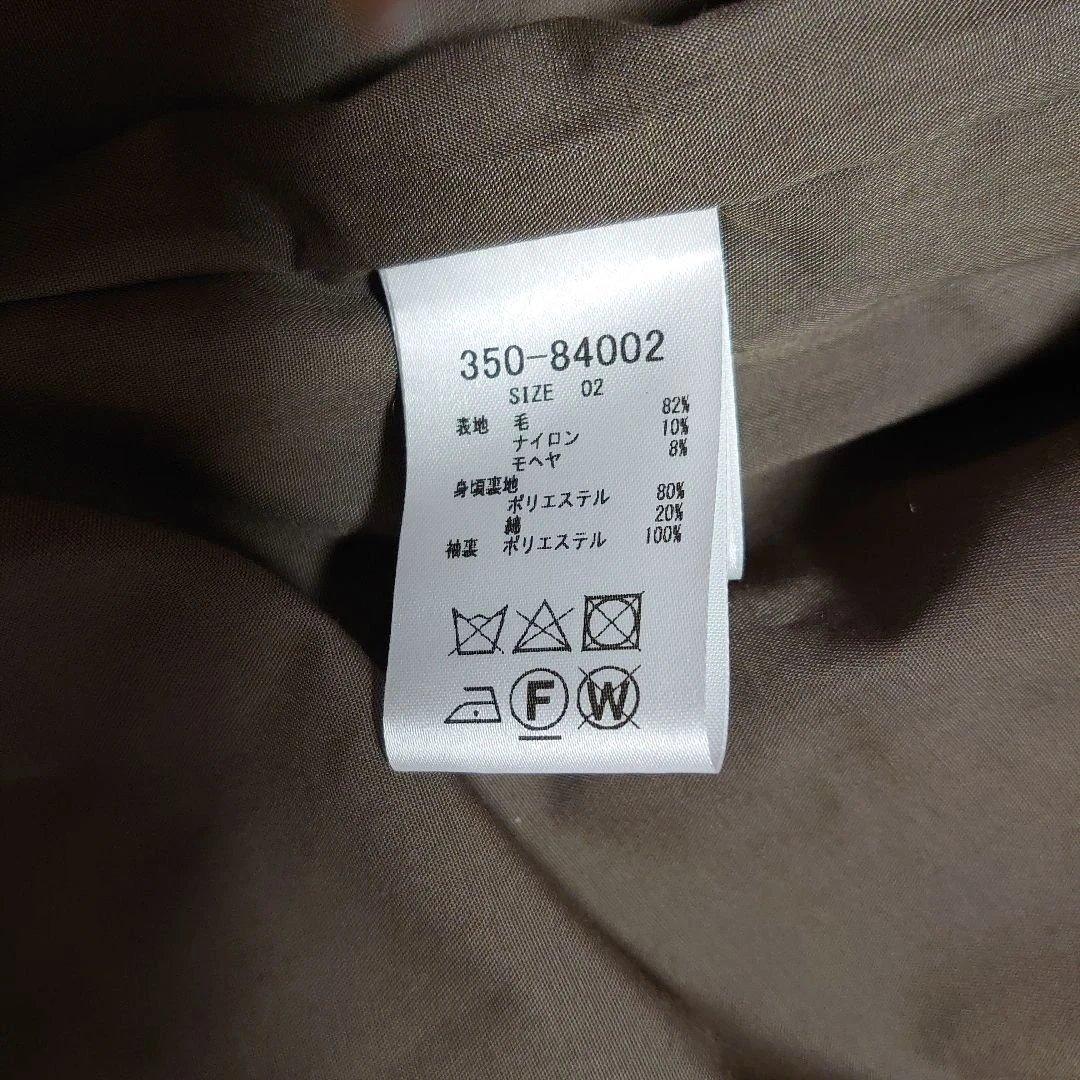 350-84002
SIZE 02
表地 毛 82%
ナイロン 10%
モヘヤ 8%
身頃裏地
ポリエステル 80%
綿 20%
袖裏 ポリエステル 100%
F W